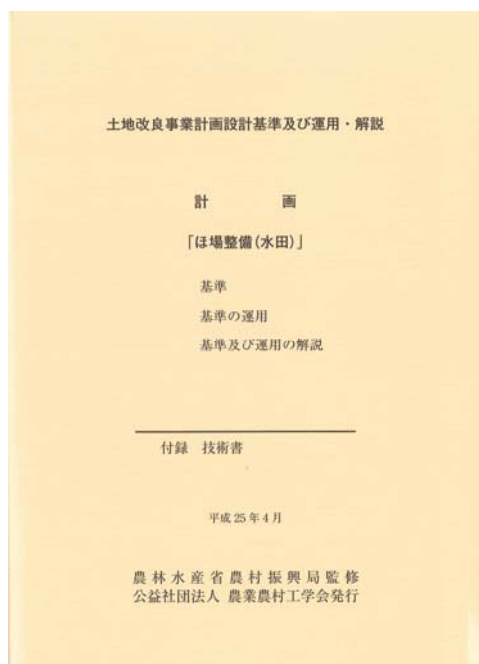 土地改良事業計画設計基準及び運用・解説
計 画
「ほ場整備(水田)」
基準
基準の運用
基準及び運用の解説
付録 技術書
平成25年4月
農林水産省農村振興局監修
公益社団法人 農業農村工学会発行